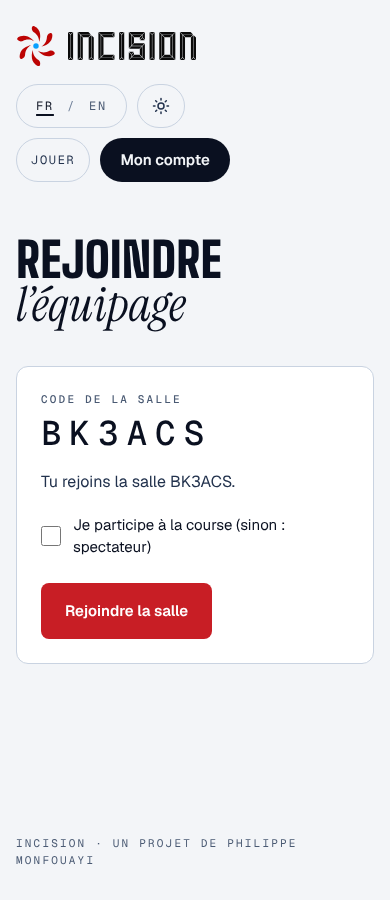 INCISION
FR / EN
JOUER
Mon compte
REJOINDRE
l'équipage
CODE DE LA SALLE
BK3ACS
Tu rejoins la salle BK3ACS.
Je participe à la course (sinon :
spectateur)
Rejoindre la salle
INCISION · UN PROJET DE PHILIPPE
MONFOUAYI